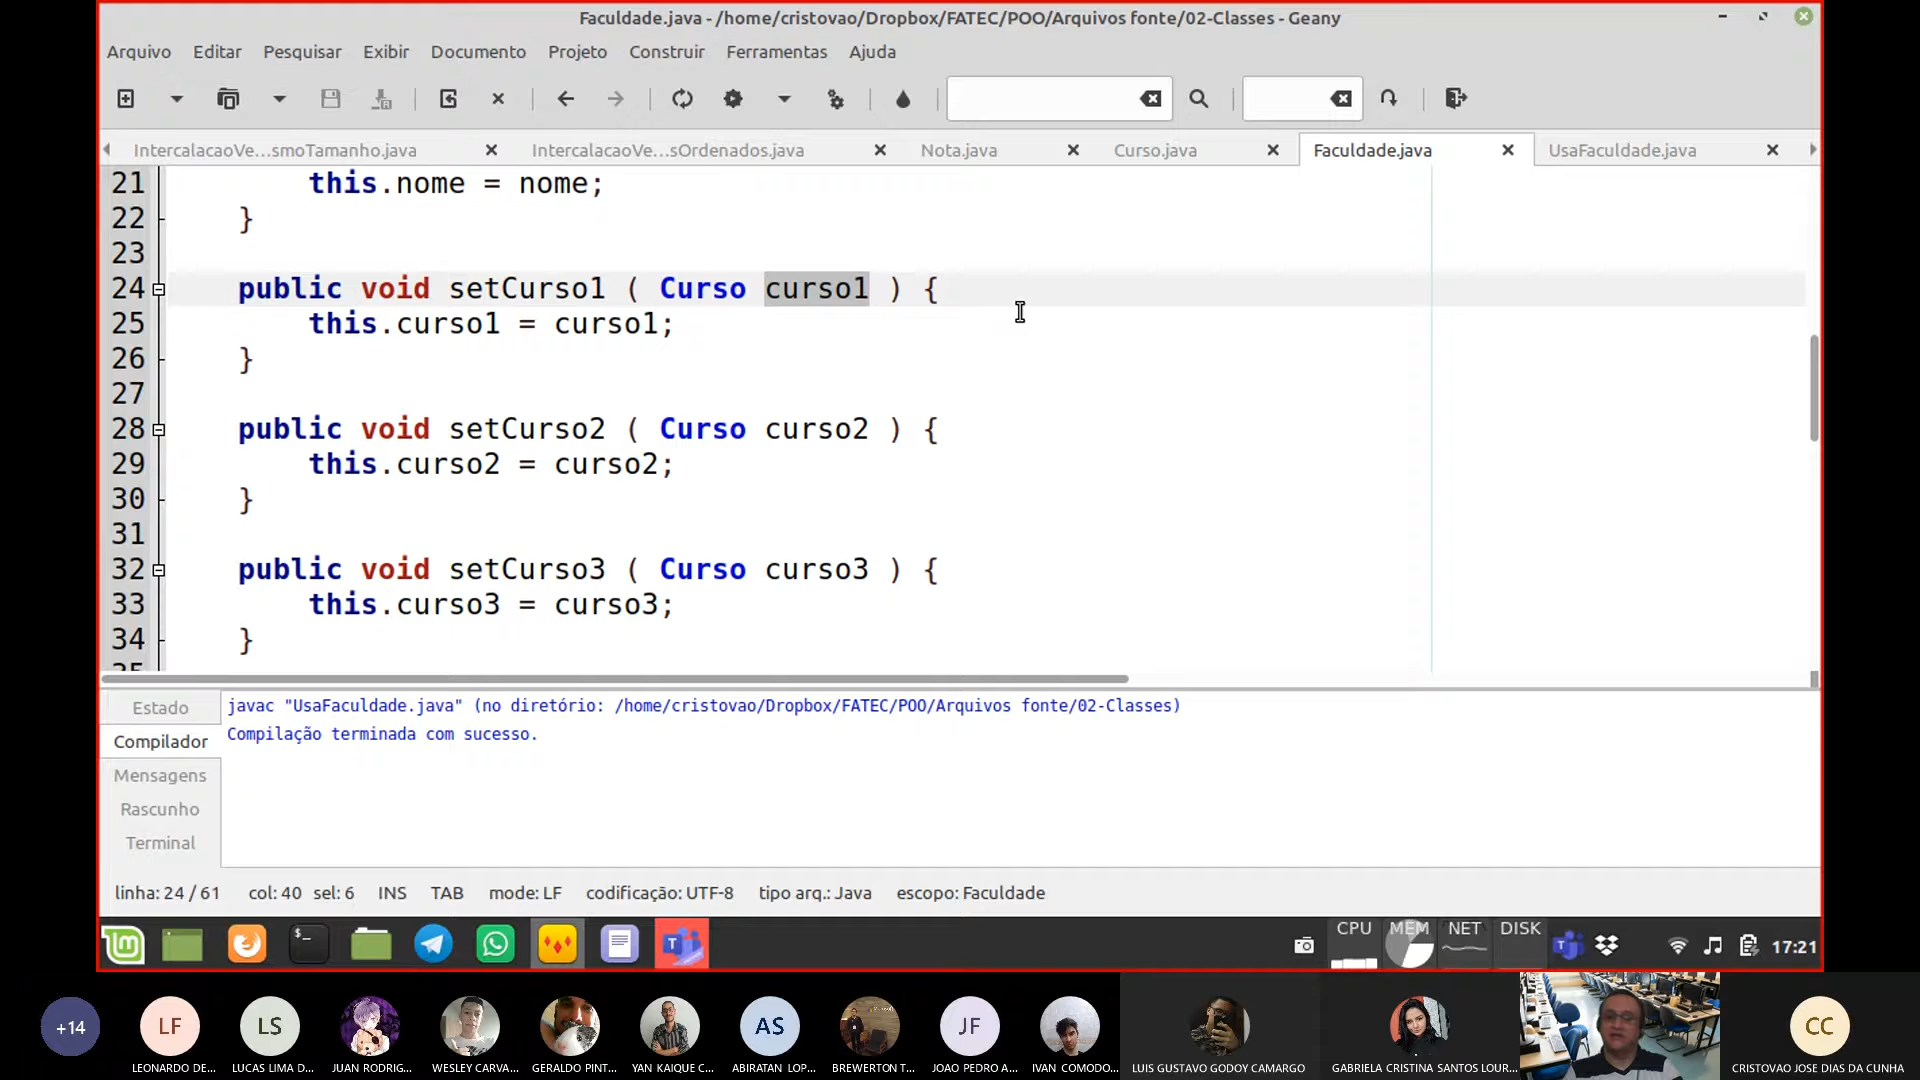 Faculdade.java - /home/cristovao/Dropbox/FATEC/POO/Arquivos fonte/02-Classes - Geany
Arquivo Editar Pesquisar Exibir Documento Projeto Construir Ferramentas Ajuda
IntercalacaoVe...smoTamanho.java IntercalacaoVe...sOrdenados.java Nota.java Curso.java Faculdade.java UsaFaculdade.java
21 this.nome = nome;
22 }
23
24 public void setCurso1 ( Curso curso1 ) {
25 this.curso1 = curso1;
26 }
27
28 public void setCurso2 ( Curso curso2 ) {
29 this.curso2 = curso2;
30 }
31
32 public void setCurso3 ( Curso curso3 ) {
33 this.curso3 = curso3;
34 }
35
Estado
Compilador
Mensagens
Rascunho
Terminal
javac "UsaFaculdade.java" (no diretório: /home/cristovao/Dropbox/FATEC/POO/Arquivos fonte/02-Classes)
Compilação terminada com sucesso.
linha: 24 / 61 col: 40 sel: 6 INS TAB mode: LF codificação: UTF-8 tipo arq.: Java escopo: Faculdade
CPU MEM NET DISK 17:21
+14 LF LS AS JF CC
LEONARDO DE... LUCAS LIMA D... JUAN RODRIG... WESLEY CARVA... GERALDO PINT... YAN KAIQUE C... ABIRATAN LOP... BREWERTON T... JOAO PEDRO A... IVAN COMODO... LUIS GUSTAVO GODOY CAMARGO GABRIELA CRISTINA SANTOS LOUR... CRISTOVAO JOSE DIAS DA CUNHA